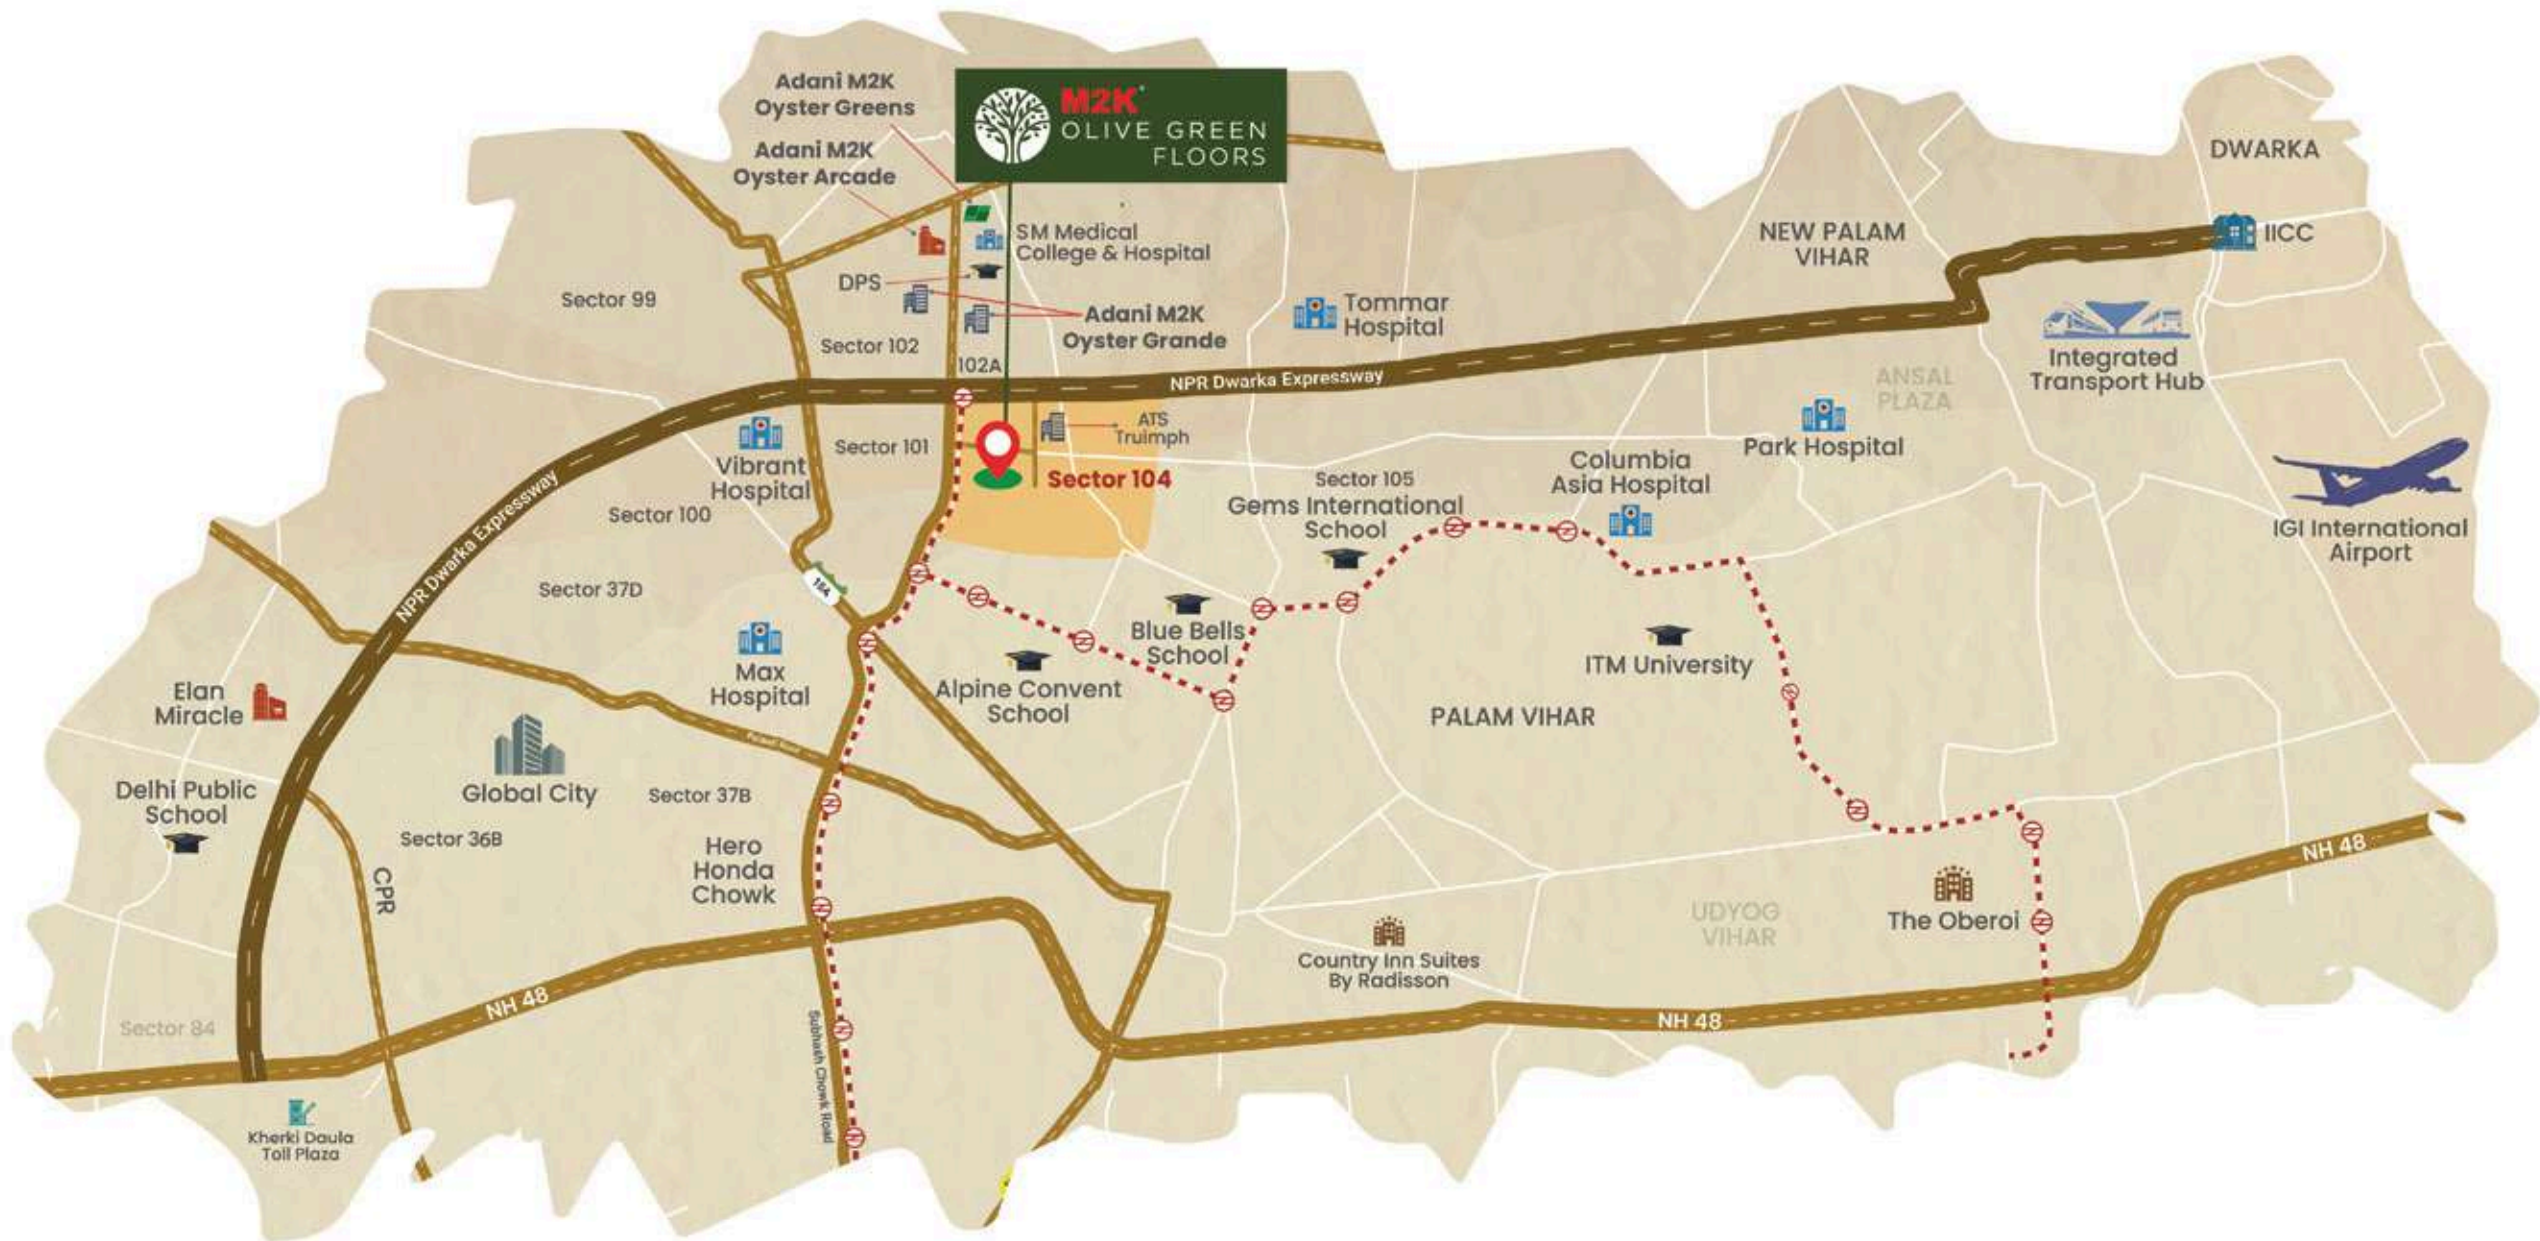 Adani M2K
Oyster Greens
M2K
OLIVE GREEN
FLOORS
Adani M2K
Oyster Arcade
DWARKA
SM Medical
College & Hospital
NEW PALAM
VIHAR
IICC
DPS
Sector 99
Adani M2K
Oyster Grande
Tommar
Hospital
Sector 102
102A
Integrated
Transport Hub
NPR Dwarka Expressway
ANSAL
PLAZA
ATS
Truimph
Sector 101
Park Hospital
Vibrant
Hospital
Sector 104
Sector 105
Gems International
School
Columbia
Asia Hospital
Sector 100
IGI International
Airport
NPR Dwarka Expressway
Sector 37D
184
Blue Bells
School
ITM University
Max
Hospital
Elan
Miracle
Alpine Convent
School
PALAM VIHAR
Delhi Public
School
Global City
Sector 37B
Sector 36B
Hero
Honda
Chowk
CPR
NH 48
The Oberoi
UDYOG
VIHAR
Country Inn Suites
By Radisson
NH 48
NH 48
Sector 84
Subhash Chowk Road
Kherki Daula
Toll Plaza